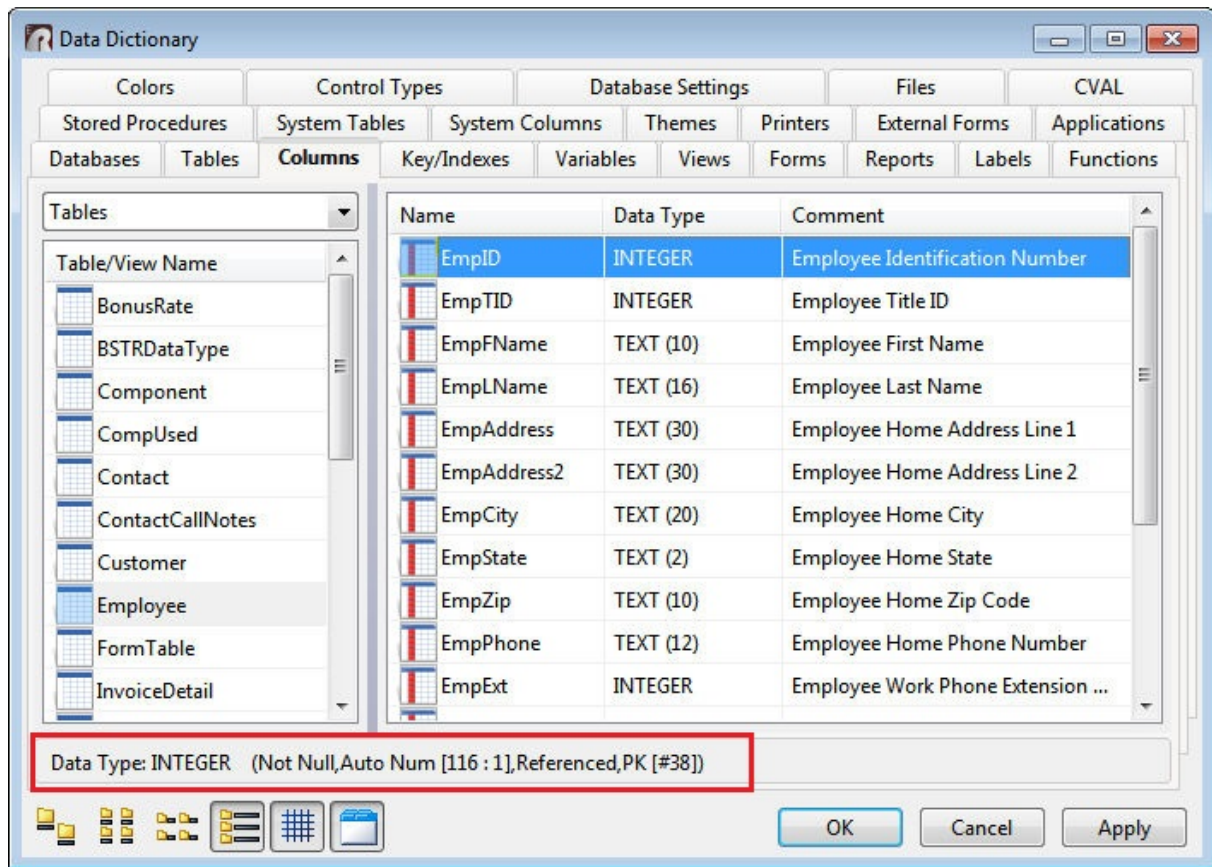 Data Dictionary
Colors Control Types Database Settings Files CVAL
Stored Procedures System Tables System Columns Themes Printers External Forms Applications
Databases Tables Columns Key/Indexes Variables Views Forms Reports Labels Functions
Tables
Table/View Name
BonusRate
BSTRDataType
Component
CompUsed
Contact
ContactCallNotes
Customer
Employee
FormTable
InvoiceDetail
Name Data Type Comment
EmpID INTEGER Employee Identification Number
EmpTID INTEGER Employee Title ID
EmpFName TEXT (10) Employee First Name
EmpLName TEXT (16) Employee Last Name
EmpAddress TEXT (30) Employee Home Address Line 1
EmpAddress2 TEXT (30) Employee Home Address Line 2
EmpCity TEXT (20) Employee Home City
EmpState TEXT (2) Employee Home State
EmpZip TEXT (10) Employee Home Zip Code
EmpPhone TEXT (12) Employee Home Phone Number
EmpExt INTEGER Employee Work Phone Extension ...
Data Type: INTEGER (Not Null,Auto Num [116 : 1],Referenced,PK [#38])
OK Cancel Apply